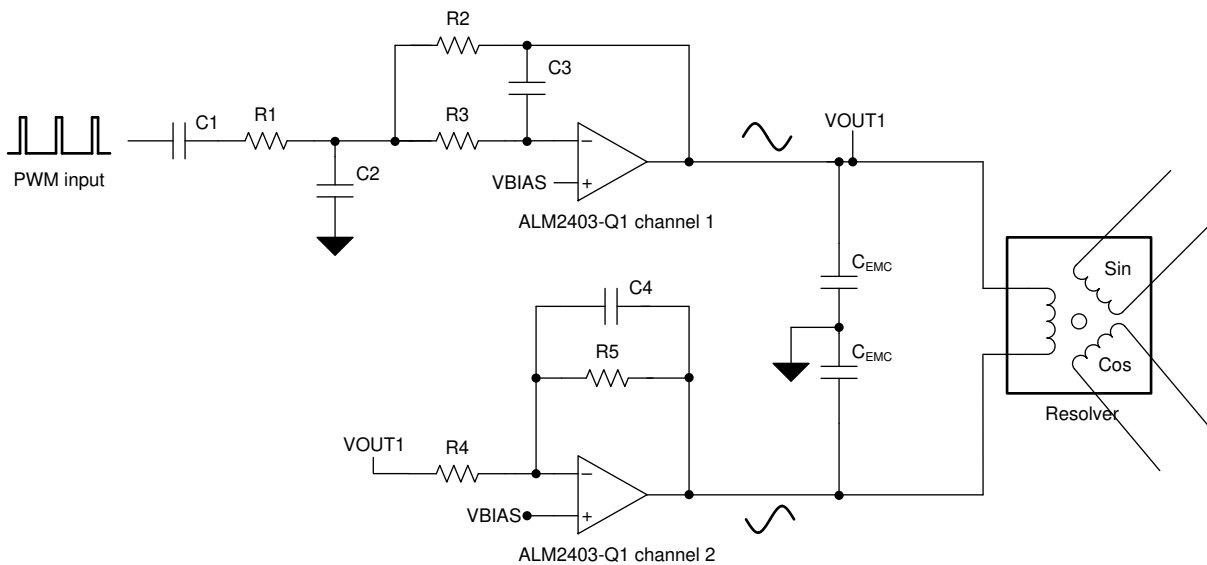 R2
C3
C1
R1
R3
PWM input
C2
VBIAS
ALM2403-Q1 channel 1
VOUT1
CEMC
CEMC
Sin
Cos
Resolver
C4
R5
VOUT1
R4
VBIAS
ALM2403-Q1 channel 2